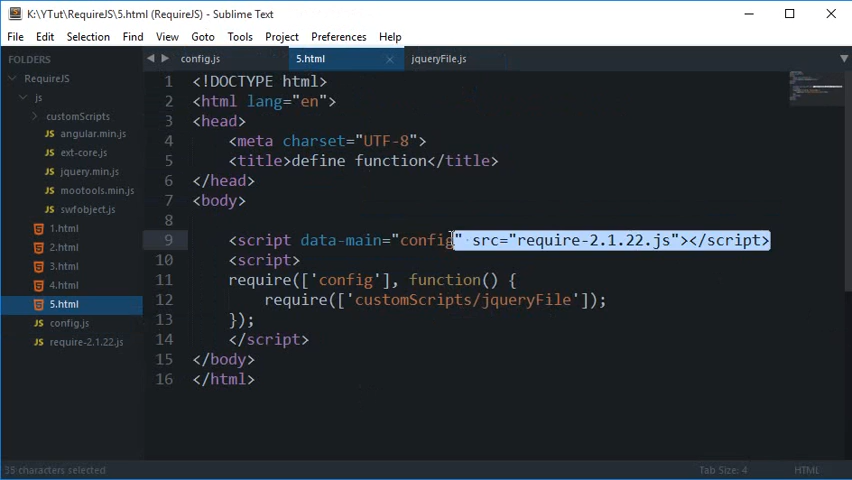 K:\YTut\RequireJS\5.html (RequireJS) - Sublime Text
File Edit Selection Find View Goto Tools Project Preferences Help
FOLDERS
RequireJS
js
customScripts
angular.min.js
ext-core.js
jquery.min.js
mootools.min.js
swfobject.js
1.html
2.html
3.html
4.html
5.html
config.js
require-2.1.22.js
config.js 5.html jqueryFile.js
1 <!DOCTYPE html>
2 <html lang="en">
3 <head>
4 <meta charset="UTF-8">
5 <title>define function</title>
6 </head>
7 <body>
8
9 <script data-main="config" src="require-2.1.22.js"></script>
10 <script>
11 require(['config'], function() {
12 require(['customScripts/jqueryFile']);
13 });
14 </script>
15 </body>
16 </html>
35 characters selected Tab Size: 4 HTML